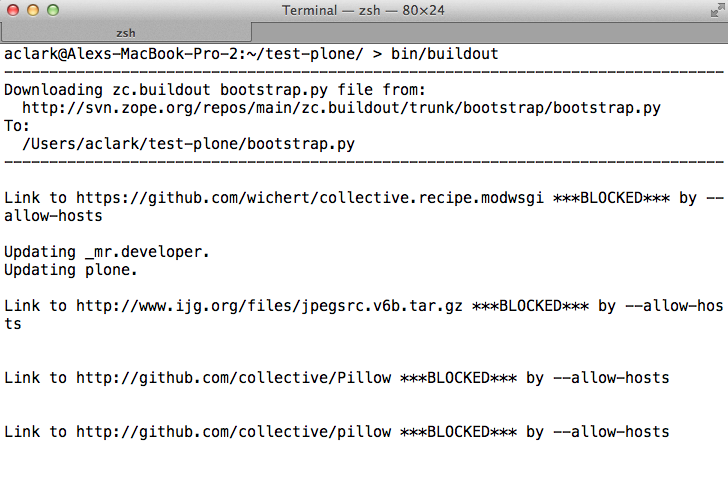 Terminal — zsh — 80×24
zsh
aclark@Alexs-MacBook-Pro-2:~/test-plone/ > bin/buildout
--------------------------------------------------------------------------------
Downloading zc.buildout bootstrap.py file from:
  http://svn.zope.org/repos/main/zc.buildout/trunk/bootstrap/bootstrap.py
To:
  /Users/aclark/test-plone/bootstrap.py
--------------------------------------------------------------------------------
Link to https://github.com/wichert/collective.recipe.modwsgi ***BLOCKED*** by --
allow-hosts
Updating _mr.developer.
Updating plone.
Link to http://www.ijg.org/files/jpegsrc.v6b.tar.gz ***BLOCKED*** by --allow-hos
ts
Link to http://github.com/collective/Pillow ***BLOCKED*** by --allow-hosts
Link to http://github.com/collective/pillow ***BLOCKED*** by --allow-hosts